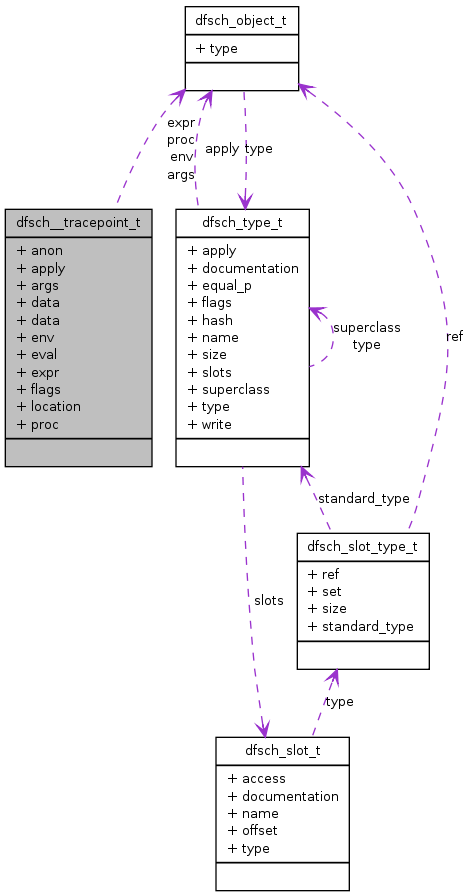 dfsch_object_t
+ type
expr
proc
env
args
apply
type
dfsch__tracepoint_t
+ anon
+ apply
+ args
+ data
+ data
+ env
+ eval
+ expr
+ flags
+ location
+ proc
dfsch_type_t
+ apply
+ documentation
+ equal_p
+ flags
+ hash
+ name
+ size
+ slots
+ superclass
+ type
+ write
superclass
type
ref
standard_type
dfsch_slot_type_t
+ ref
+ set
+ size
+ standard_type
slots
type
dfsch_slot_t
+ access
+ documentation
+ name
+ offset
+ type